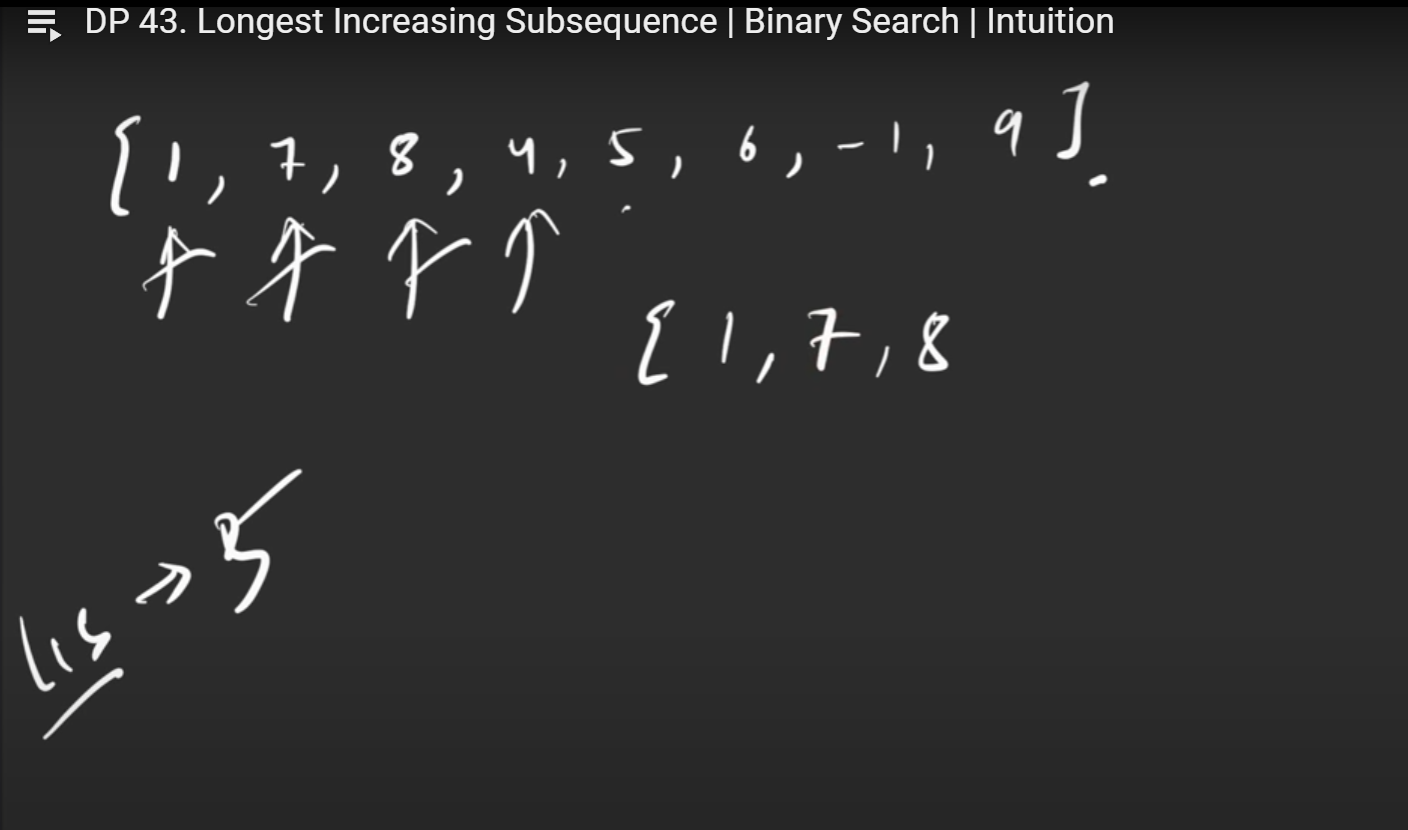 DP 43. Longest Increasing Subsequence | Binary Search | Intuition
[1, 7, 8, 4, 5, 6, -1, 9].
[1, 7, 8
lis → 5